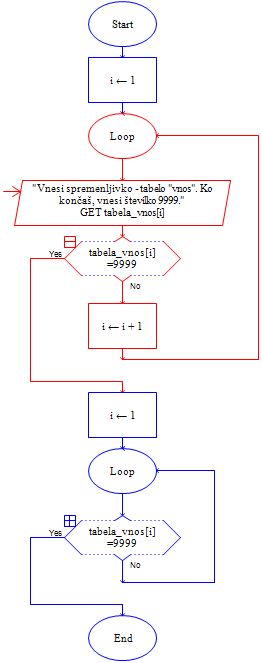 Start
i ← 1
Loop
"Vnesi spremenljivko - tabelo "vnos". Ko
končaš, vnesi številko 9999."
GET tabela_vnos[i]
Yes
tabela_vnos[i]
=9999
No
i ← i + 1
i ← 1
Loop
Yes
tabela_vnos[i]
=9999
No
End